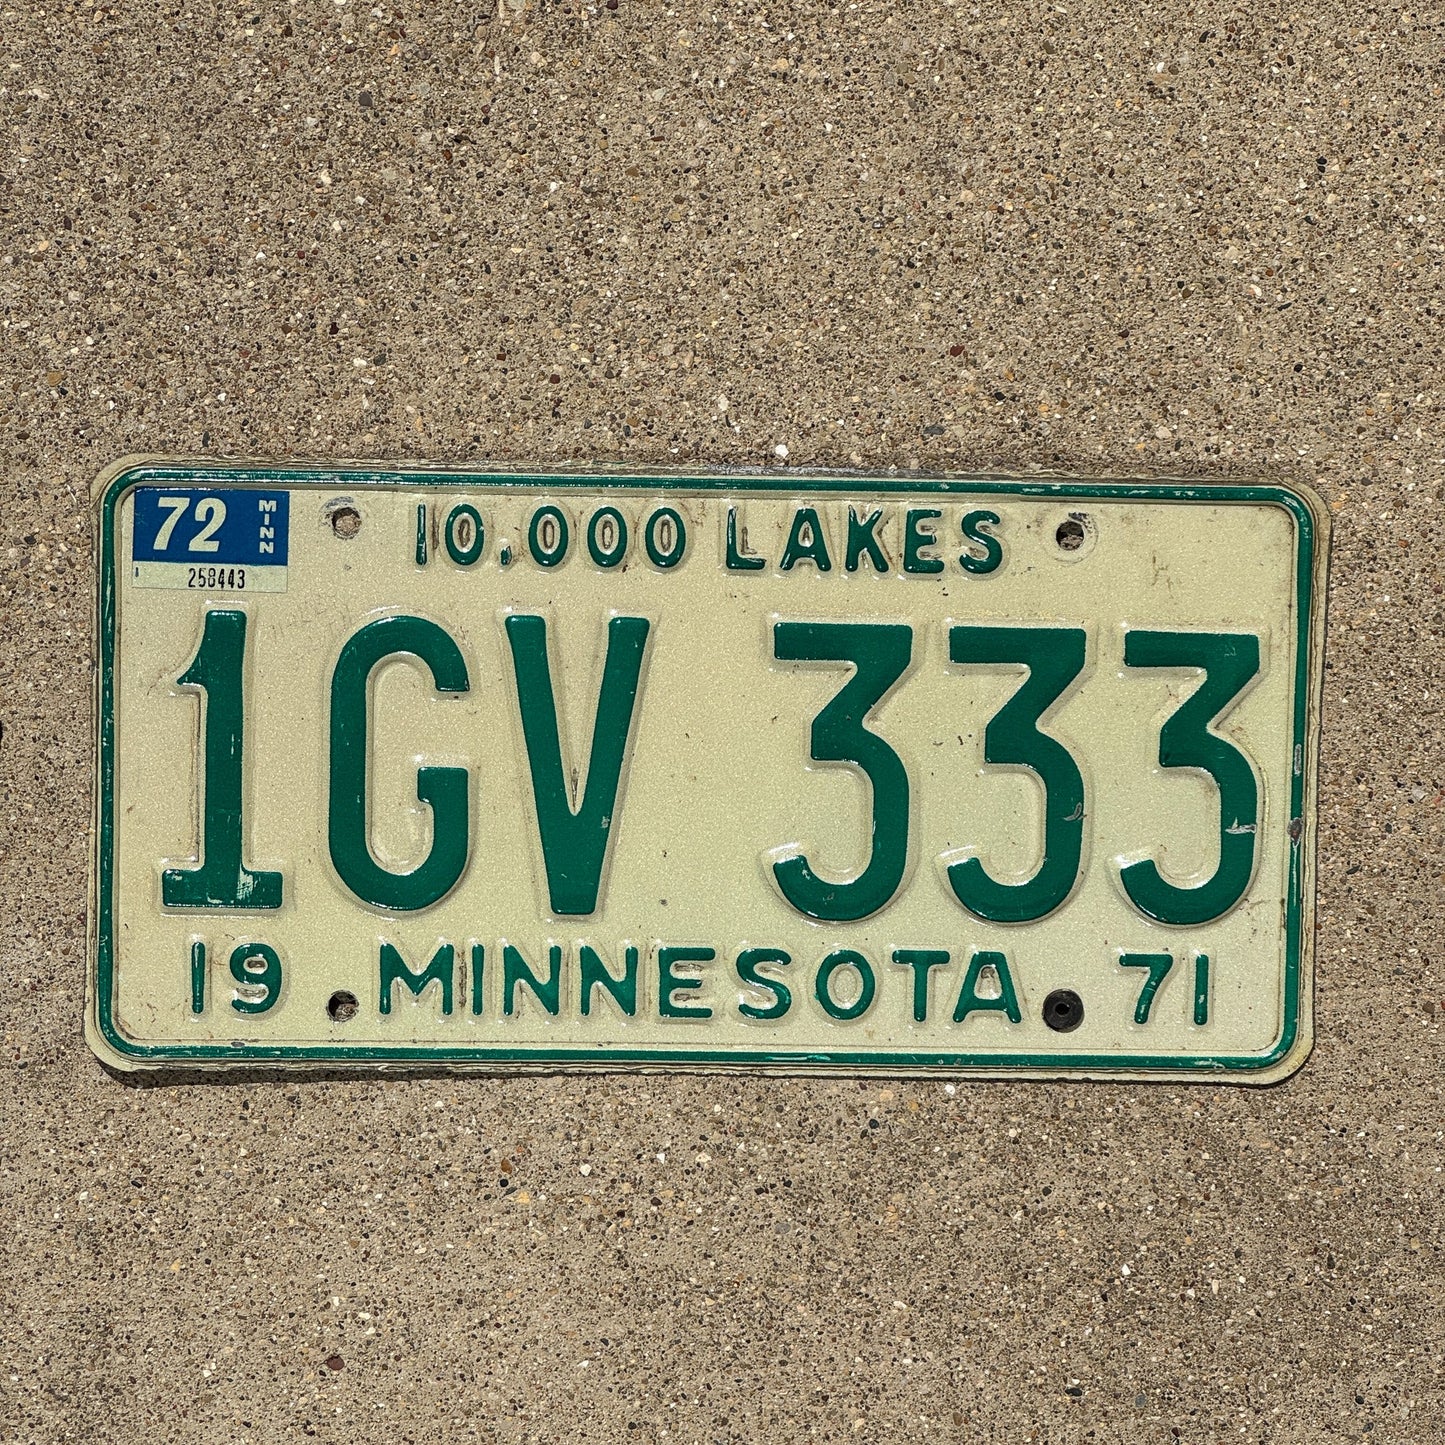 72 MINN
258443
10,000 LAKES
1GV 333
19 MINNESOTA 71